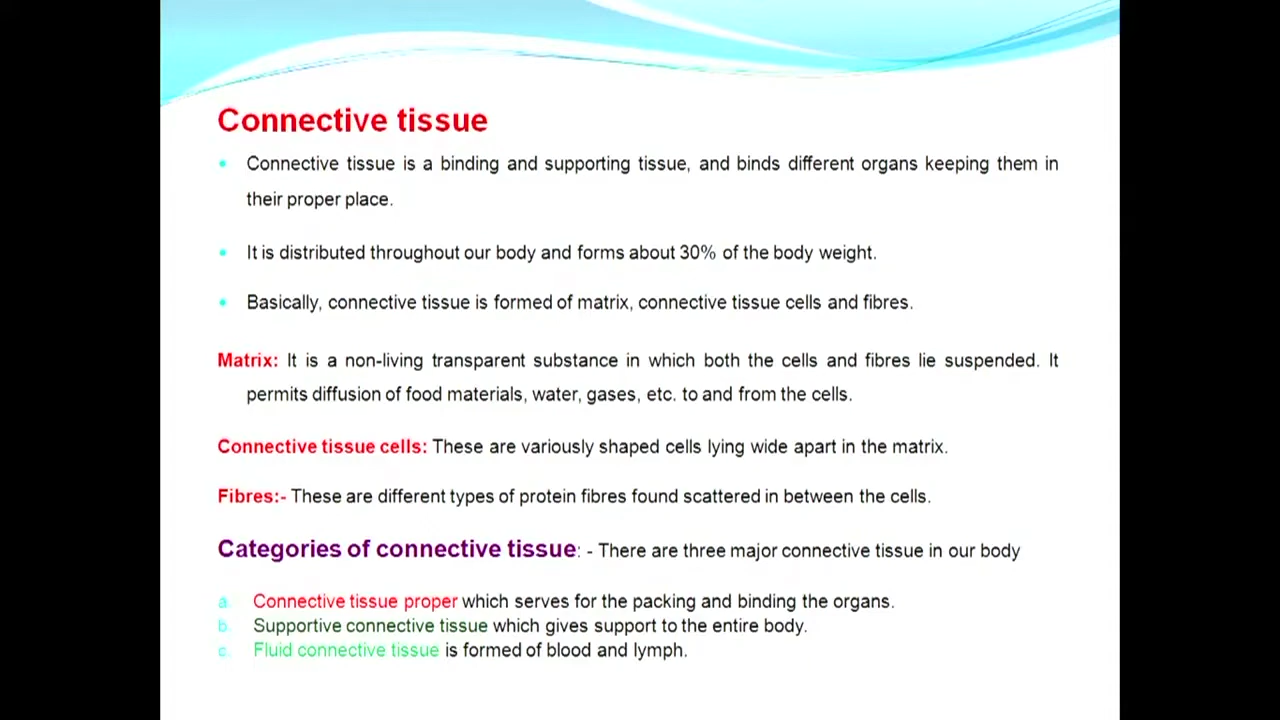 Connective tissue
• Connective tissue is a binding and supporting tissue, and binds different organs keeping them in
their proper place.
• It is distributed throughout our body and forms about 30% of the body weight.
• Basically, connective tissue is formed of matrix, connective tissue cells and fibres.
Matrix: It is a non-living transparent substance in which both the cells and fibres lie suspended. It
permits diffusion of food materials, water, gases, etc. to and from the cells.
Connective tissue cells: These are variously shaped cells lying wide apart in the matrix.
Fibres:- These are different types of protein fibres found scattered in between the cells.
Categories of connective tissue: - There are three major connective tissue in our body
a. Connective tissue proper which serves for the packing and binding the organs.
b. Supportive connective tissue which gives support to the entire body.
c. Fluid connective tissue is formed of blood and lymph.